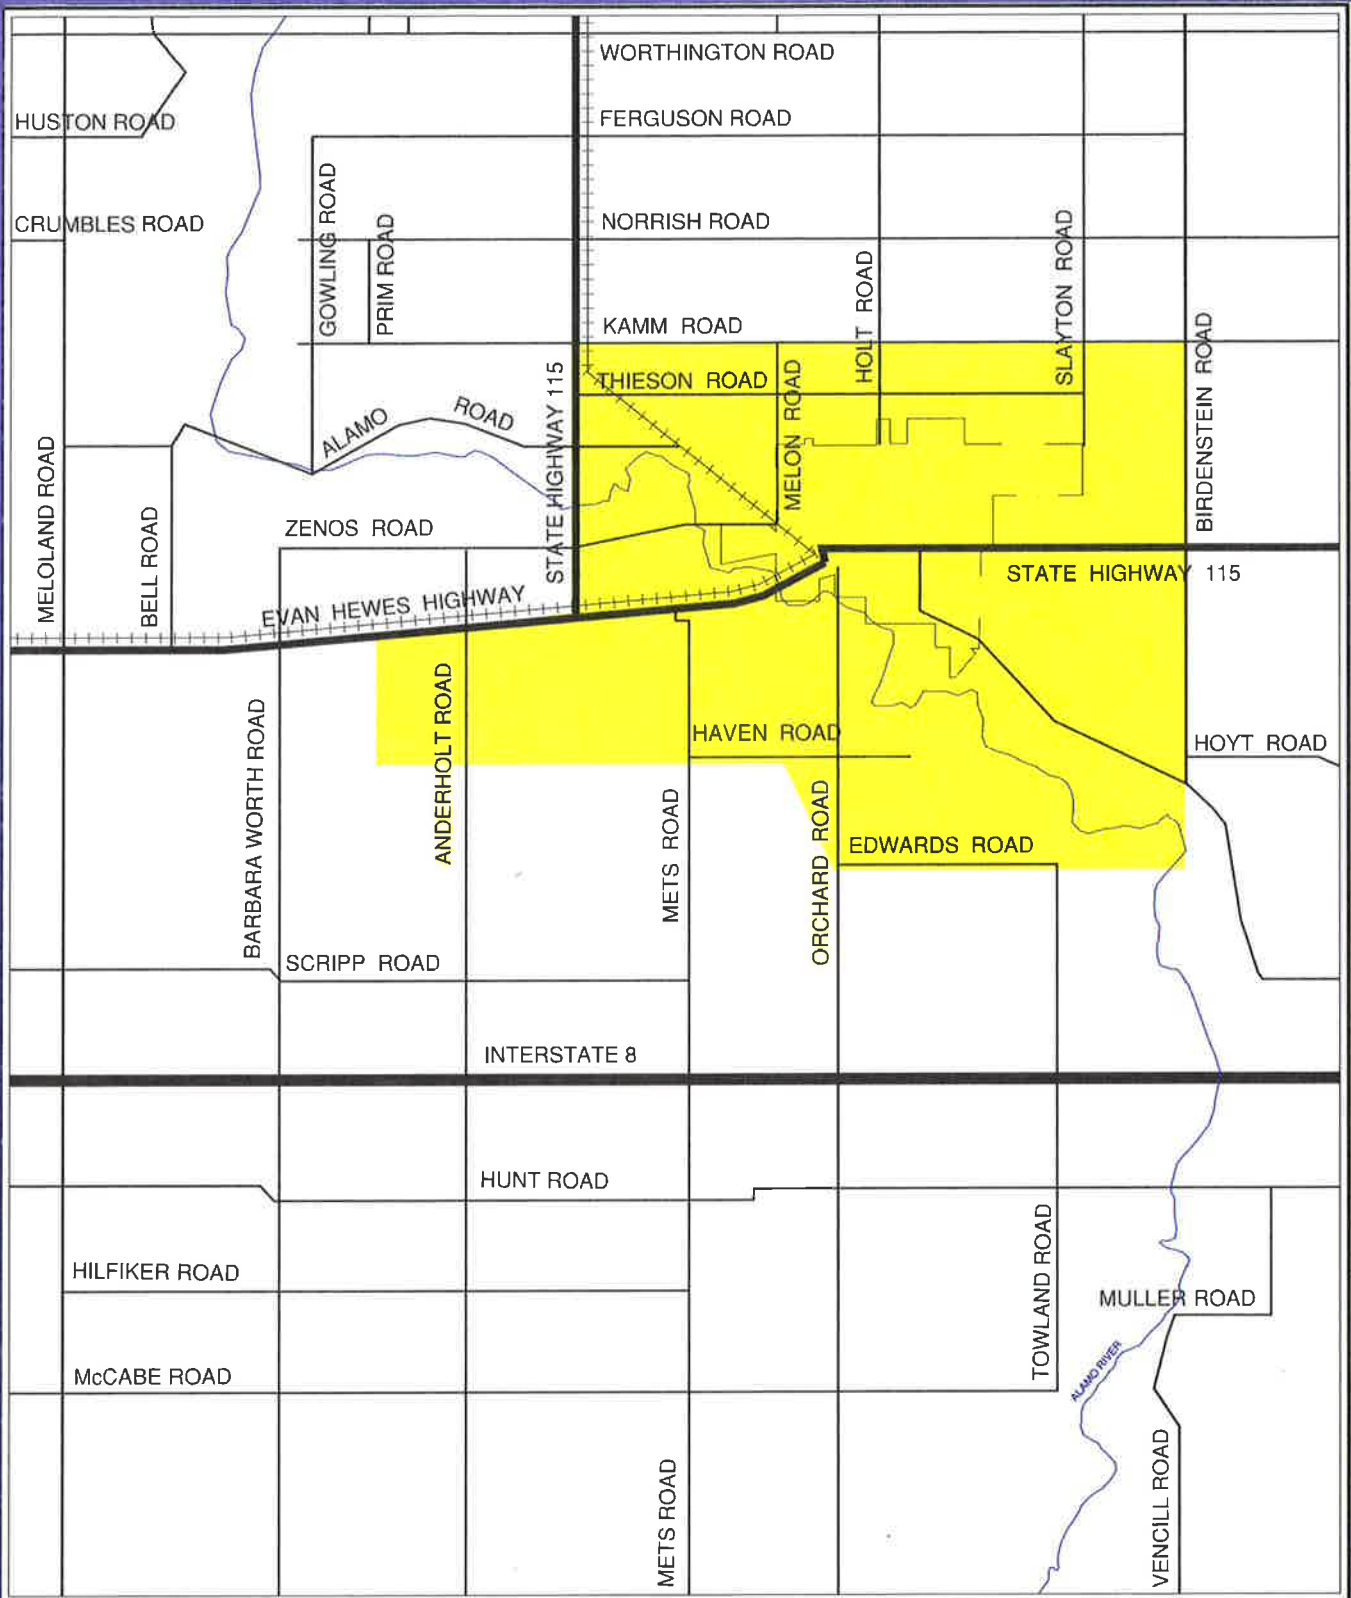 WORTHINGTON ROAD
HUSTON ROAD
FERGUSON ROAD
CRUMBLES ROAD
GOWLING ROAD
PRIM ROAD
NORRISH ROAD
SLAYTON ROAD
HOLT ROAD
KAMM ROAD
BIRDENSTEIN ROAD
THIESON ROAD
MELON ROAD
STATE HIGHWAY 115
ALAMO ROAD
MELOLAND ROAD
BELL ROAD
ZENOS ROAD
STATE HIGHWAY 115
EVAN HEWES HIGHWAY
BARBARA WORTH ROAD
ANDERHOLT ROAD
HAVEN ROAD
HOYT ROAD
METS ROAD
ORCHARD ROAD
EDWARDS ROAD
SCRIPP ROAD
INTERSTATE 8
HUNT ROAD
TOWLAND ROAD
HILFIKER ROAD
MULLER ROAD
ALAMO RIVER
McCABE ROAD
METS ROAD
VENCILL ROAD